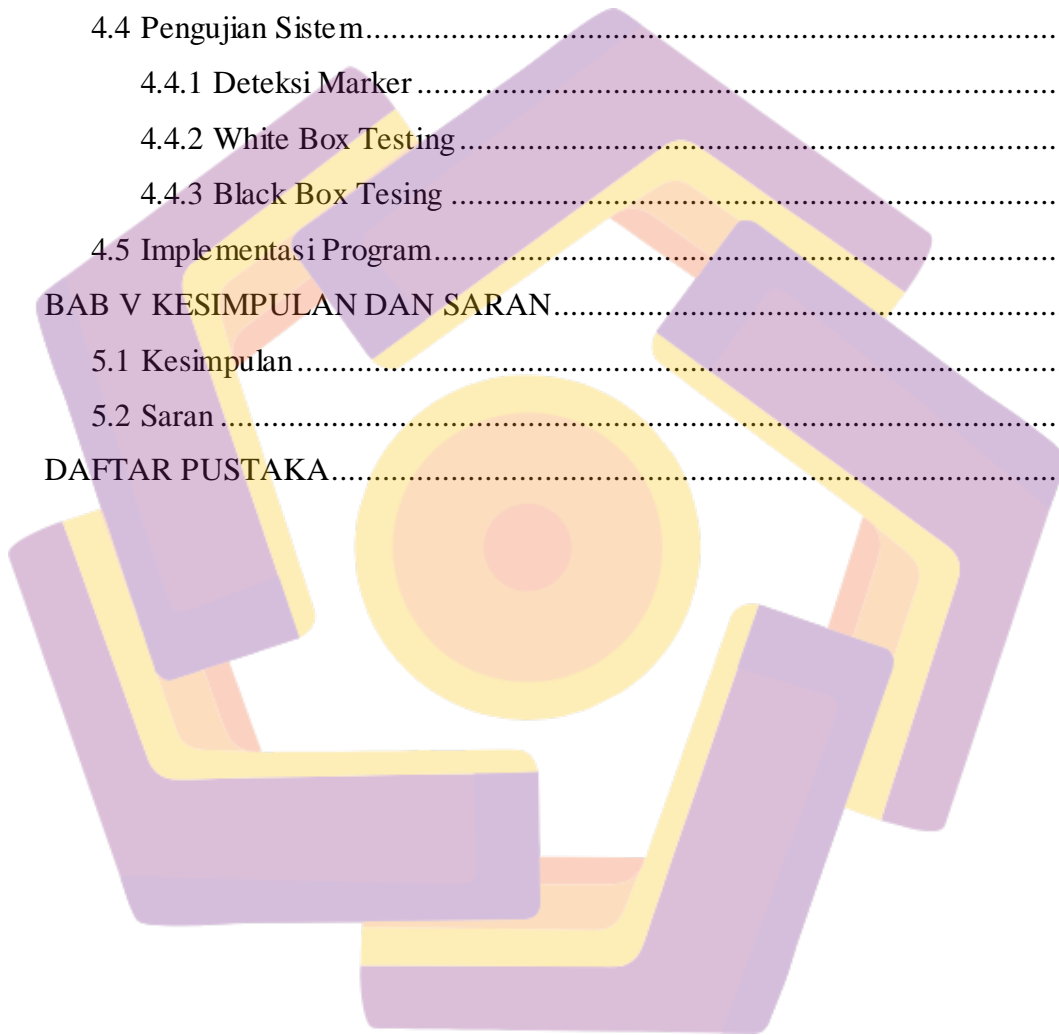 4.4 Pengujian Sistem.................................................................................
4.4.1 Deteksi Marker...........................................................................
4.4.2 White Box Testing......................................................................
4.4.3 Black Box Tesing.......................................................................
4.5 Implementasi Program.........................................................................
BAB V KESIMPULAN DAN SARAN...........................................................
5.1 Kesimpulan.........................................................................................
5.2 Saran..................................................................................................
DAFTAR PUSTAKA.....................................................................................